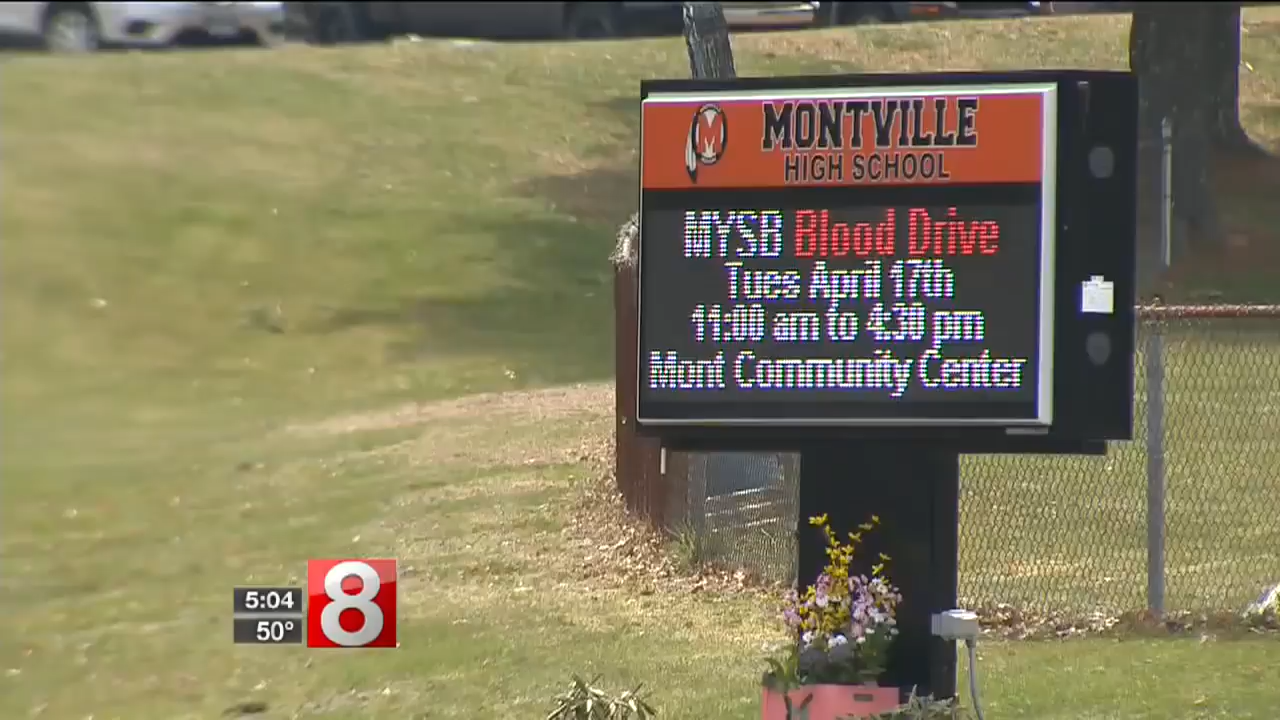 M
MONTVILLE
HIGH SCHOOL
MYSB Blood Drive
Tues April 17th
11:00 am to 4:30 pm
Mont Community Center
5:04
50°
8